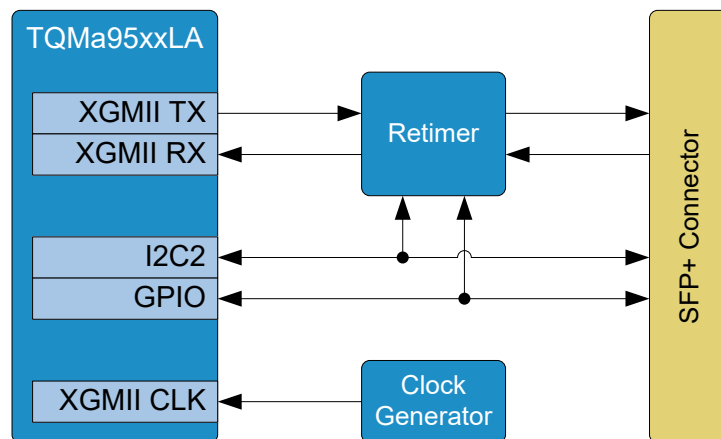 TQMa95xxLA
XGMII TX
XGMII RX
Retimer
I2C2
GPIO
XGMII CLK
Clock
Generator
SFP+ Connector